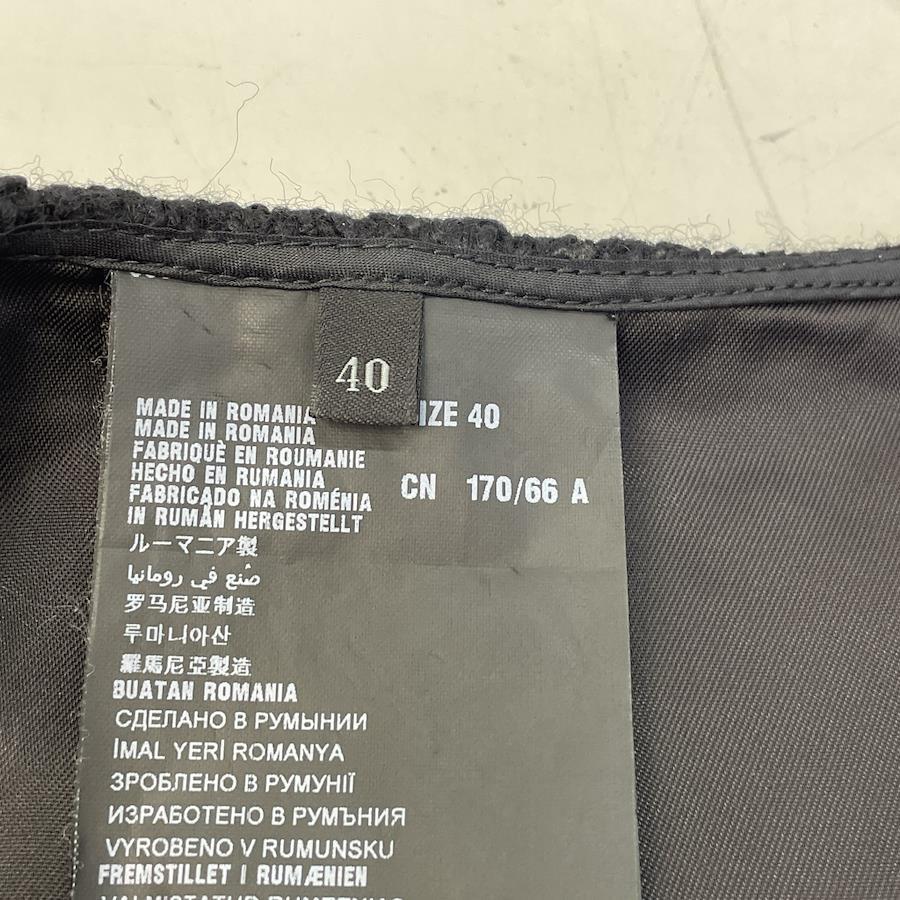 40
MADE IN ROMANIA
MADE IN ROMANIA
FABRIQUÈ EN ROUMANIE
HECHO EN RUMANIA
FABRICADO NA ROMÉNIA
IN RUMÄN HERGESTELLT
ルーマニア製
صنع في رومانيا
罗马尼亚制造
루마니아산
羅馬尼亞製造
BUATAN ROMANIA
СДЕЛАНО В РУМЫНИИ
İMAL YERİ ROMANYA
ЗРОБЛЕНО В РУМУНІЇ
ИЗРАБОТЕНО В РУМЪНИЯ
VYROBENO V RUMUNSKU
FREMSTILLET I RUMÆNIEN
IZE 40
CN 170/66 A